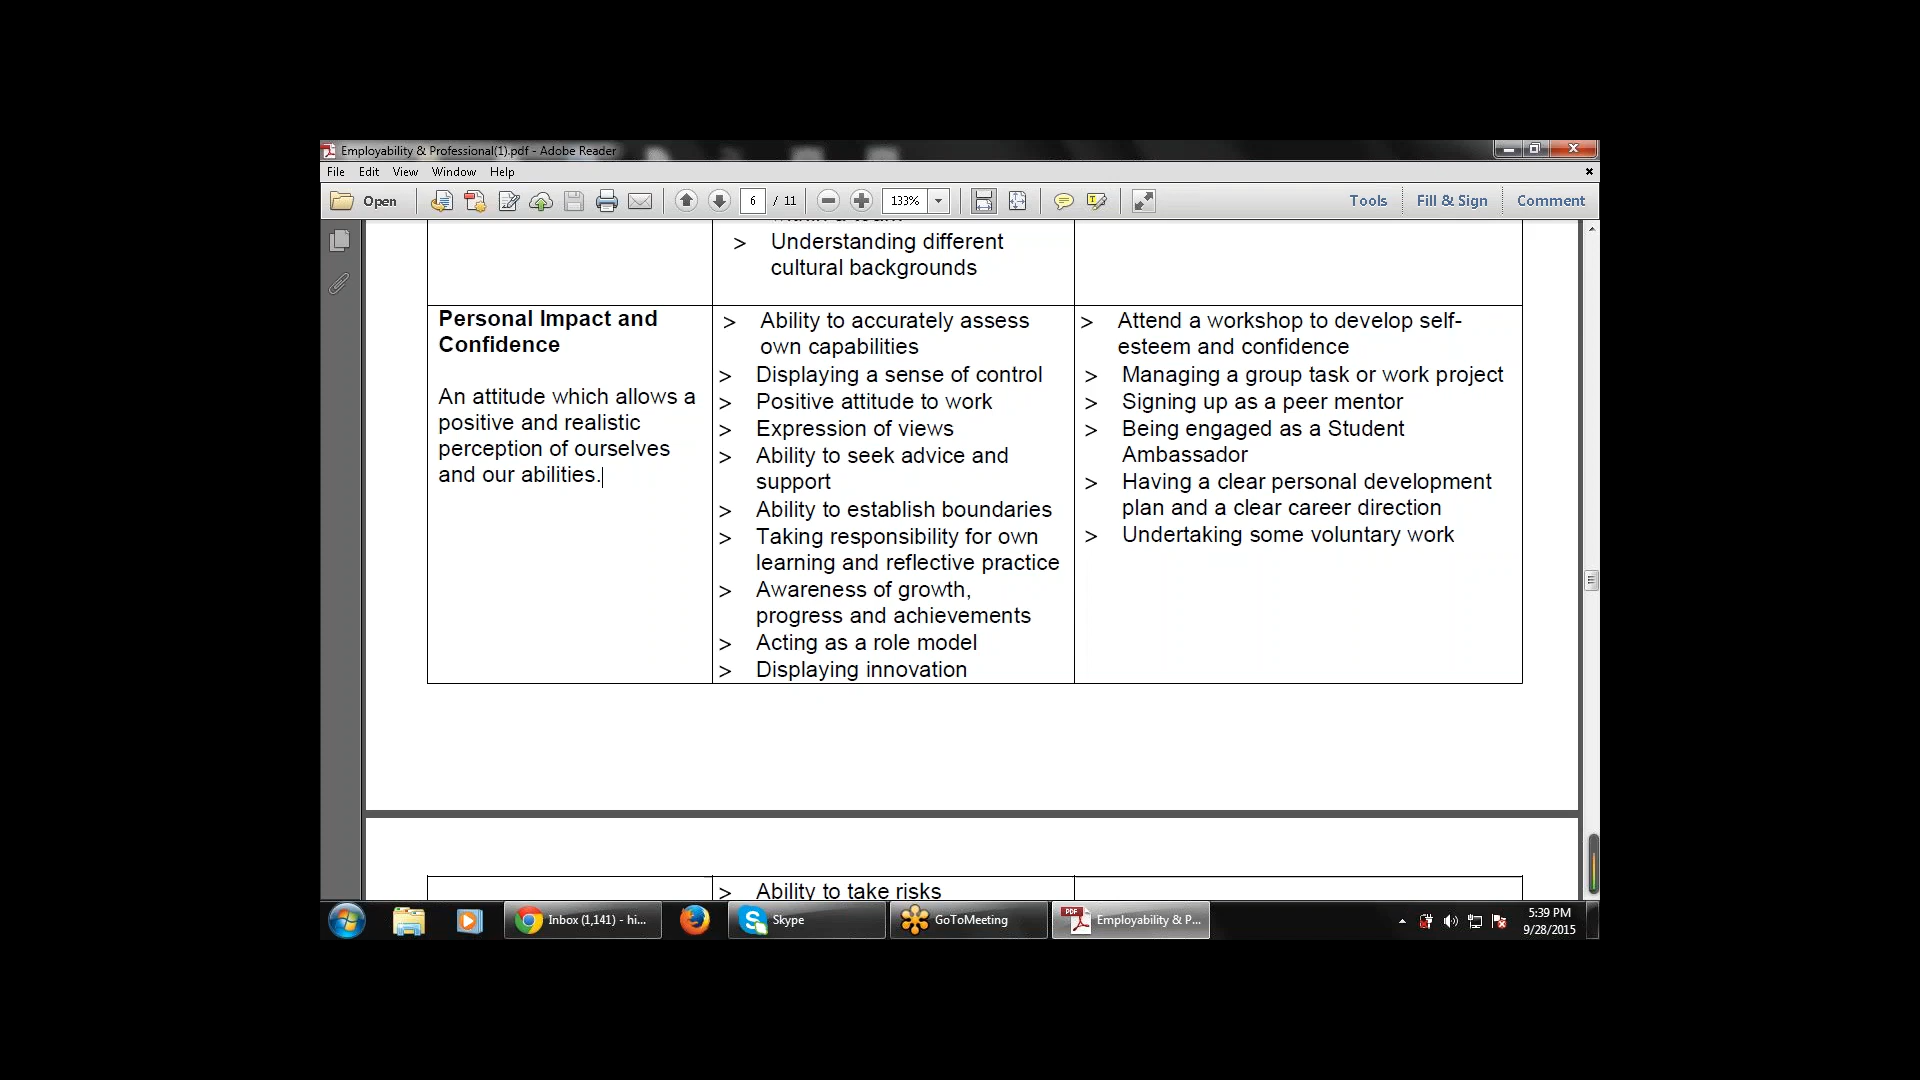 Employability & Professional(1).pdf - Adobe Reader
File Edit View Window Help
Open 6 / 11 133% Tools Fill & Sign Comment
> Understanding different
cultural backgrounds
Personal Impact and
Confidence
An attitude which allows a
positive and realistic
perception of ourselves
and our abilities.
> Ability to accurately assess
own capabilities
> Displaying a sense of control
> Positive attitude to work
> Expression of views
> Ability to seek advice and
support
> Ability to establish boundaries
> Taking responsibility for own
learning and reflective practice
> Awareness of growth,
progress and achievements
> Acting as a role model
> Displaying innovation
> Attend a workshop to develop self-
esteem and confidence
> Managing a group task or work project
> Signing up as a peer mentor
> Being engaged as a Student
Ambassador
> Having a clear personal development
plan and a clear career direction
> Undertaking some voluntary work
> Ability to take risks
Inbox (1,141) - hi... Skype GoToMeeting PDF Employability & P...
5:39 PM
9/28/2015